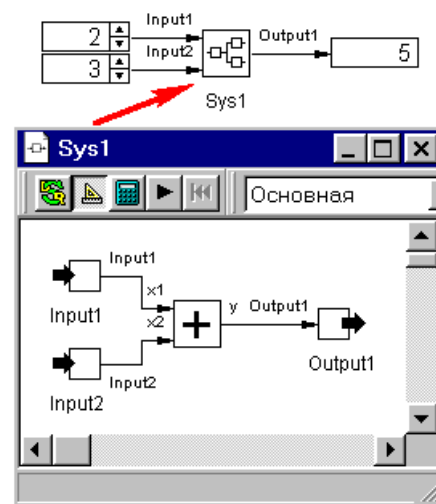 Input1
2
Output1
5
Input2
3
Sys1
Sys1
Основная
Input1
x1
Input1
x2
y Output1
Output1
Input2
Input2